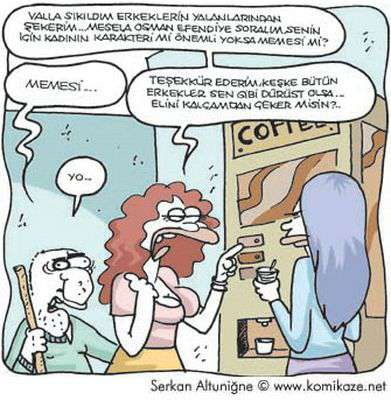 VALLA SIKILDIM ERKEKLERİN YALANLARINDAN
ŞEKERİM...MESELA OSMAN EFENDİYE SORALIM,SENİN
İÇİN KADININ KARAKTERİ Mİ ÖNEMLİ YOKSA MEMESİ Mİ?
MEMESİ...
TEŞEKKÜR EDERİM.KEŞKE BÜTÜN
ERKEKLER SEN GİBİ DÜRÜST OLSA...
ELİNİ KALÇAMDAN ÇEKER MİSİN?..
YO...
COFFEE
Serkan Altuniğne © www.komikaze.net